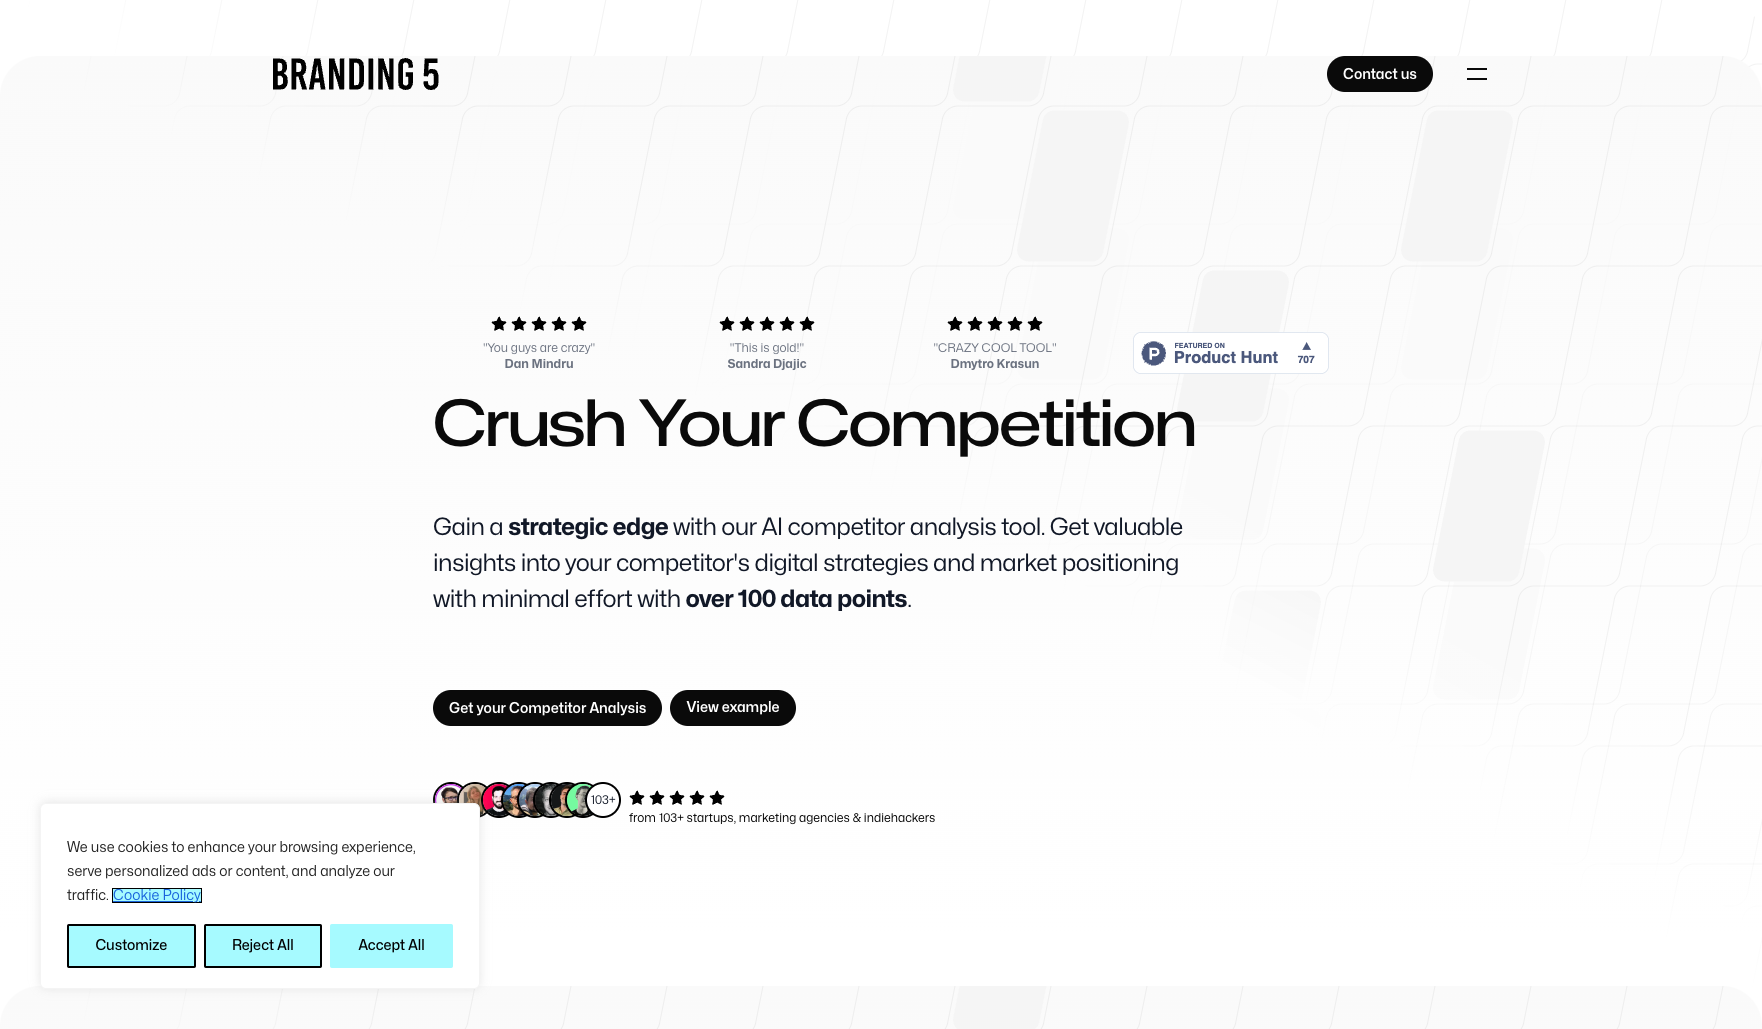 BRANDING 5
Contact us
"You guys are crazy"
Dan Mindru
"This is gold!"
Sandra Djajic
"CRAZY COOL TOOL"
Dmytro Krasun
FEATURED ON
Product Hunt
707
Crush Your Competition
Gain a strategic edge with our AI competitor analysis tool. Get valuable
insights into your competitor's digital strategies and market positioning
with minimal effort with over 100 data points.
Get your Competitor Analysis
View example
103+
from 103+ startups, marketing agencies & indiehackers
We use cookies to enhance your browsing experience,
serve personalized ads or content, and analyze our
traffic. Cookie Policy
Customize
Reject All
Accept All